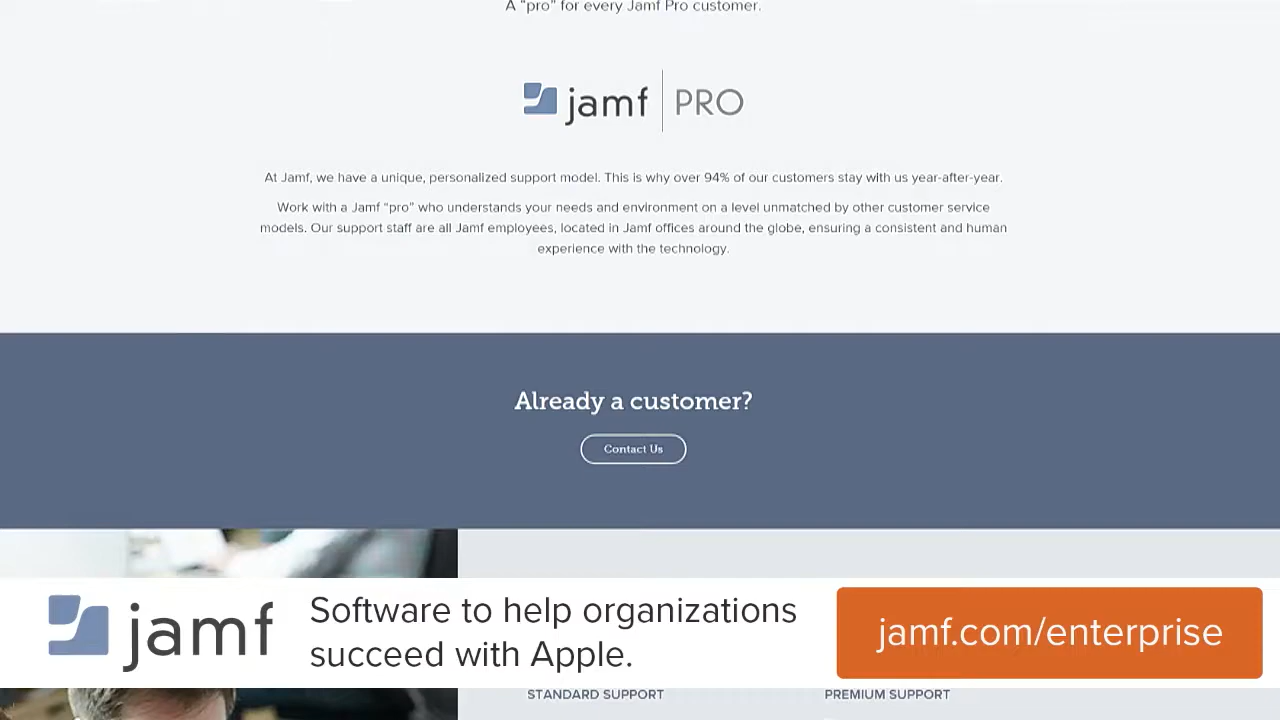 A “pro” for every Jamf Pro customer.
jamf PRO
At Jamf, we have a unique, personalized support model. This is why over 94% of our customers stay with us year-after-year.
Work with a Jamf “pro” who understands your needs and environment on a level unmatched by other customer service
models. Our support staff are all Jamf employees, located in Jamf offices around the globe, ensuring a consistent and human
experience with the technology.
Already a customer?
Contact Us
jamf
Software to help organizations
succeed with Apple.
jamf.com/enterprise
STANDARD SUPPORT
PREMIUM SUPPORT